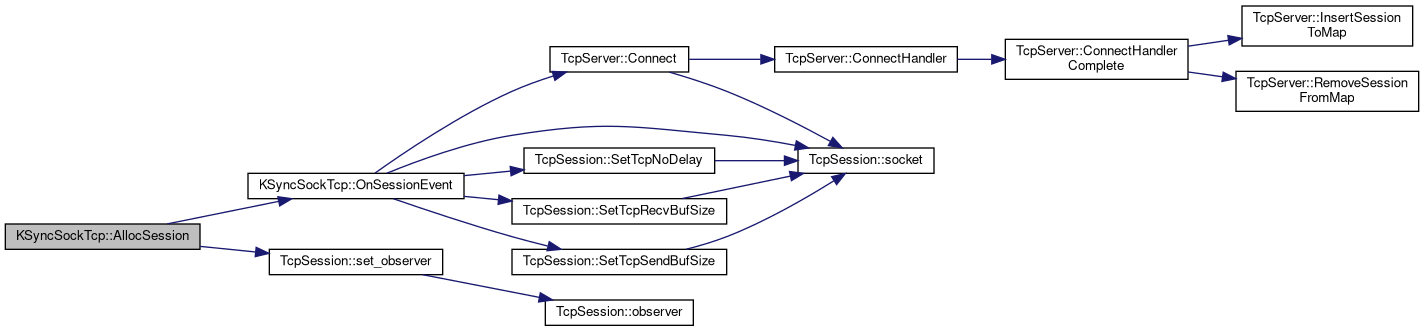 KSyncSockTcp::AllocSession
KSyncSockTcp::OnSessionEvent
TcpServer::Connect
TcpServer::ConnectHandler
TcpServer::ConnectHandler
Complete
TcpServer::InsertSession
ToMap
TcpServer::RemoveSession
FromMap
TcpSession::socket
TcpSession::SetTcpNoDelay
TcpSession::SetTcpRecvBufSize
TcpSession::SetTcpSendBufSize
TcpSession::set_observer
TcpSession::observer